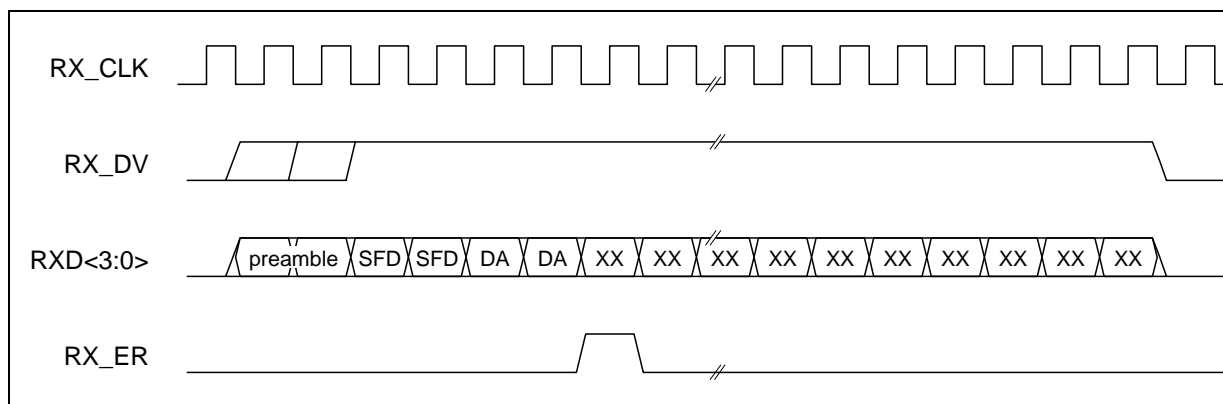 RX_CLK
RX_DV
RXD<3:0> preamble SFD SFD DA DA XX XX XX XX XX XX XX XX XX XX
RX_ER